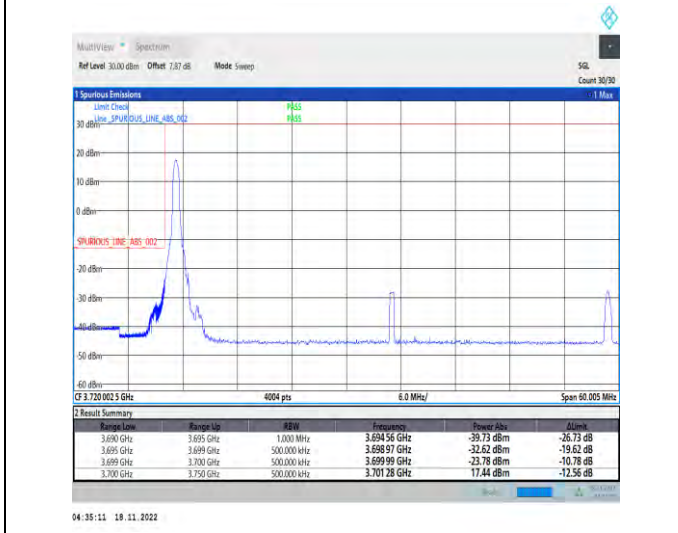 MultiView Spectrum
Ref Level 30.00 dBm Offset 7.87 dB Mode Sweep SGL
Count 30/30
1 Spurious Emissions 1 Max
Limit Check PASS
Line _SPURIOUS_LINE_ABS_002 PASS
30 dBm
20 dBm
10 dBm
0 dBm
_SPURIOUS_LINE_ABS_002
-20 dBm
-30 dBm
-40 dBm
-50 dBm
-60 dBm
CF 3.720 002 5 GHz 4004 pts 6.0 MHz/ Span 60.005 MHz
2 Result Summary
Range Low Range Up RBW Frequency Power Abs ΔLimit
3.690 GHz 3.695 GHz 1.000 MHz 3.694 56 GHz -39.73 dBm -26.73 dB
3.695 GHz 3.699 GHz 500.000 kHz 3.698 97 GHz -32.62 dBm -19.62 dB
3.699 GHz 3.700 GHz 500.000 kHz 3.699 99 GHz -23.78 dBm -10.78 dB
3.700 GHz 3.750 GHz 500.000 kHz 3.701 28 GHz 17.44 dBm -12.56 dB
04:35:11 18.11.2022